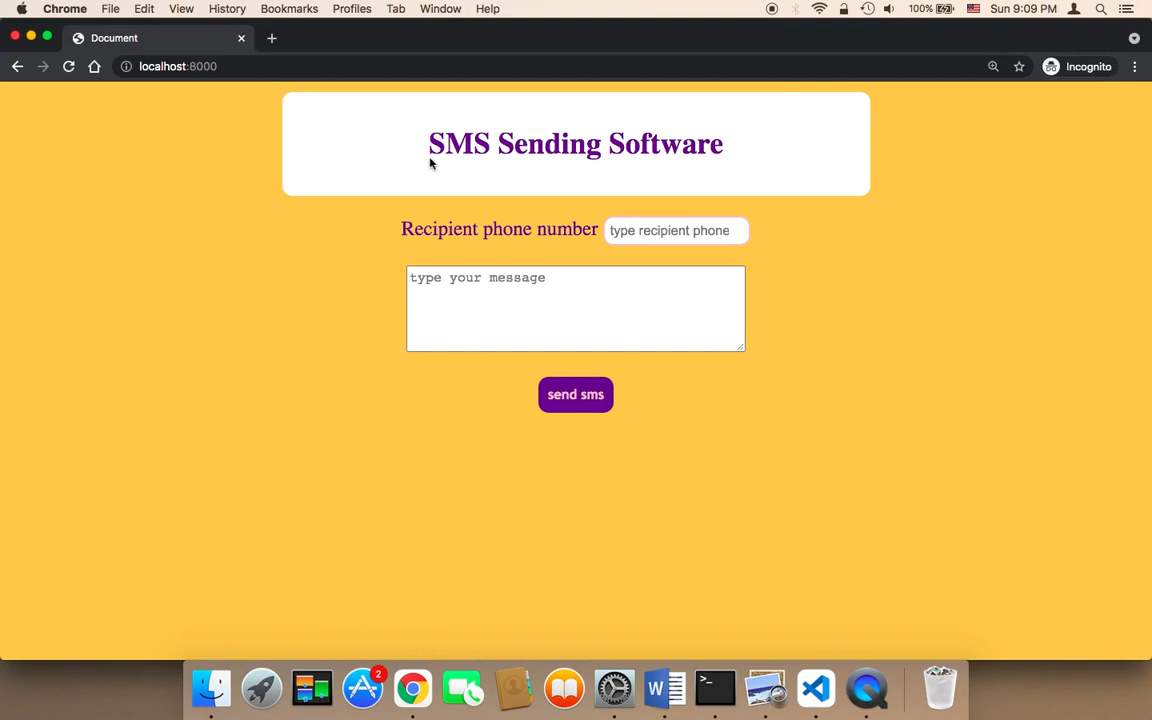 Chrome File Edit View History Bookmarks Profiles Tab Window Help 100% Sun 9:09 PM
Document
localhost:8000 Incognito
SMS Sending Software
Recipient phone number type recipient phone
type your message
send sms
2